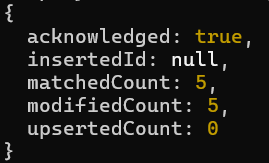 {
  acknowledged: true,
  insertedId: null,
  matchedCount: 5,
  modifiedCount: 5,
  upsertedCount: 0
}